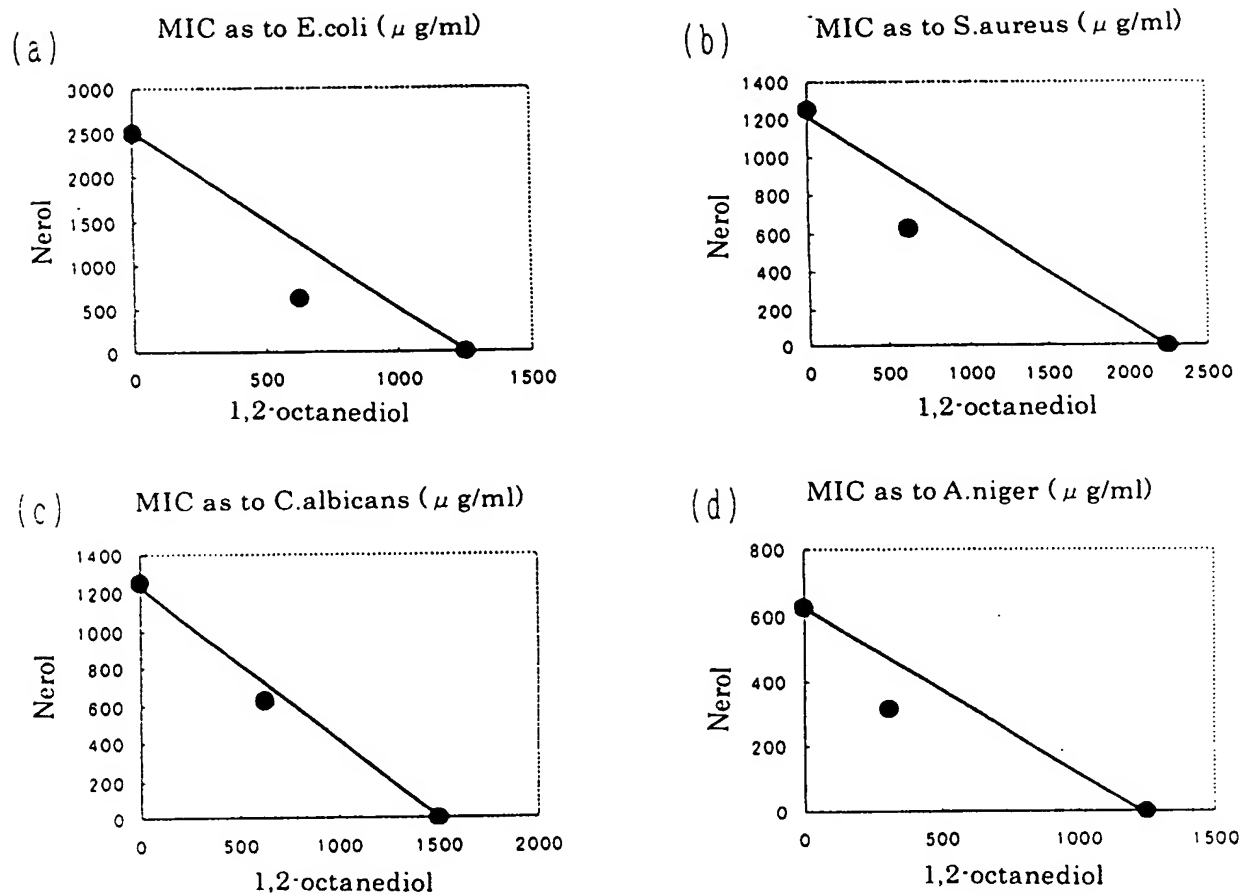 (a)
MIC as to E.coli (μ g/ml)
3000
2500
2000
1500
1000
500
0
Nerol
0 500 1000 1500
1,2-octanediol
(b)
MIC as to S.aureus (μ g/ml)
1400
1200
1000
800
600
400
200
0
Nerol
0 500 1000 1500 2000 2500
1,2-octanediol
(c)
MIC as to C.albicans (μ g/ml)
1400
1200
1000
800
600
400
200
0
Nerol
0 500 1000 1500 2000
1,2-octanediol
(d)
MIC as to A.niger (μ g/ml)
800
600
400
200
0
Nerol
0 500 1000 1500
1,2-octanediol